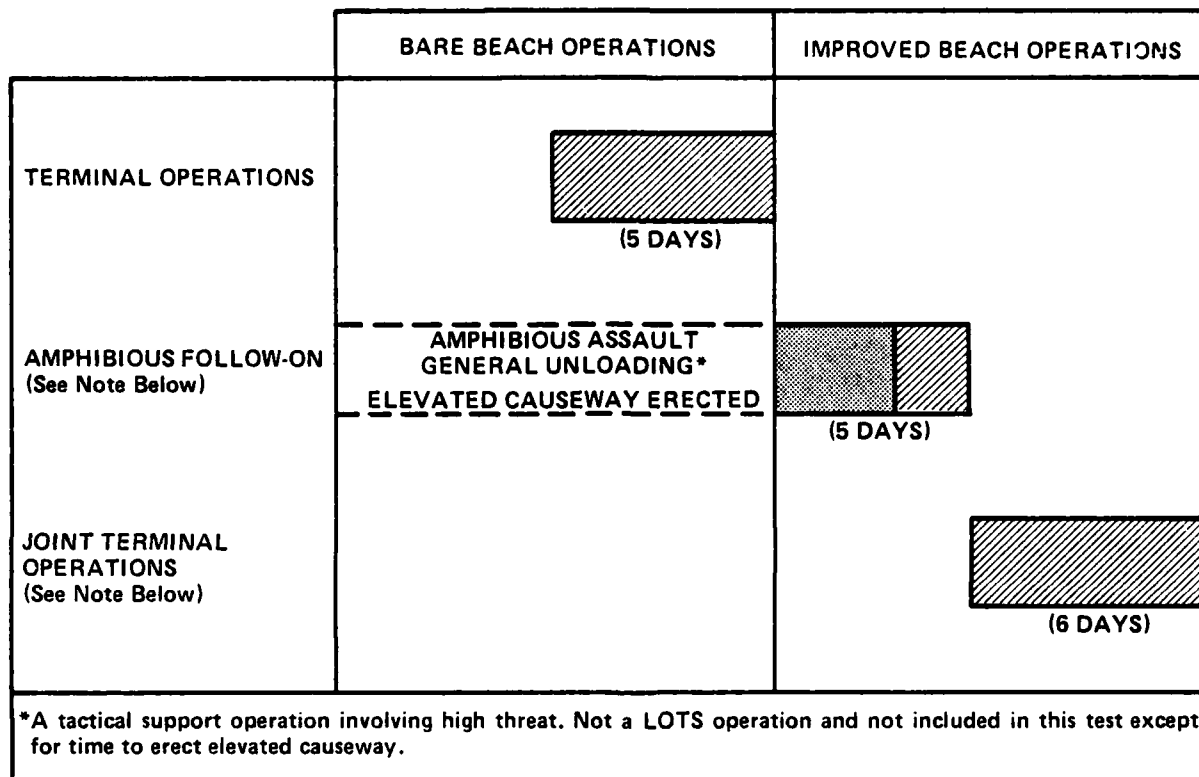 BARE BEACH OPERATIONS
IMPROVED BEACH OPERATIONS
TERMINAL OPERATIONS
(5 DAYS)
AMPHIBIOUS FOLLOW-ON
(See Note Below)
AMPHIBIOUS ASSAULT
GENERAL UNLOADING*
ELEVATED CAUSEWAY ERECTED
(5 DAYS)
JOINT TERMINAL
OPERATIONS
(See Note Below)
(6 DAYS)
*A tactical support operation involving high threat. Not a LOTS operation and not included in this test except
for time to erect elevated causeway.